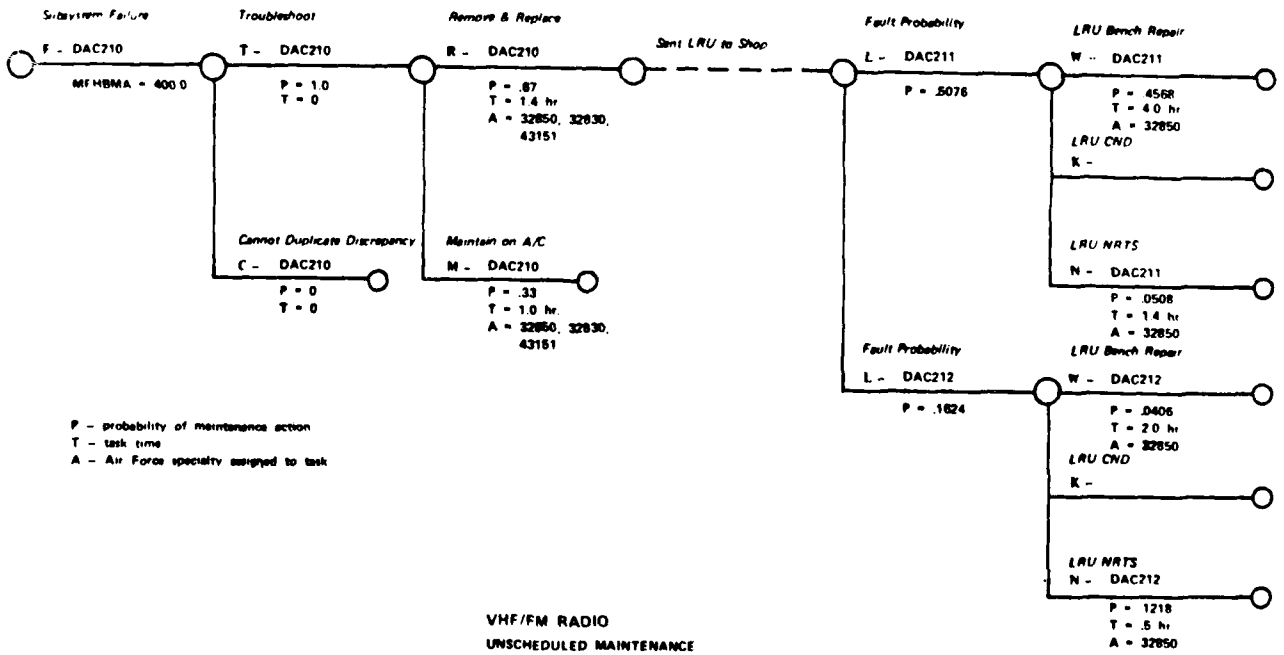 Subsystem Failure
F - DAC210
MFHBMA = 400.0
Troubleshoot
T - DAC210
P = 1.0
T = 0
Cannot Duplicate Discrepancy
C - DAC210
P = 0
T = 0
Remove & Replace
R - DAC210
P = .67
T = 1.4 hr
A = 32850, 32830,
43151
Maintain on A/C
M - DAC210
P = .33
T = 1.0 hr.
A = 32850, 32830,
43151
Sent LRU to Shop
Fault Probability
L - DAC211
P = .5076
LRU Bench Repair
W - DAC211
P = .4568
T = 4.0 hr
A = 32850
LRU CND
K -
LRU NRTS
N - DAC211
P = .0508
T = 1.4 hr
A = 32850
Fault Probability
L - DAC212
P = .1624
LRU Bench Repair
W - DAC212
P = .0406
T = 2.0 hr
A = 32850
LRU CND
K -
LRU NRTS
N - DAC212
P = .1218
T = .5 hr
A = 32850
P - probability of maintenance action
T - task time
A - Air Force specialty assigned to task
VHF/FM RADIO
UNSCHEDULED MAINTENANCE